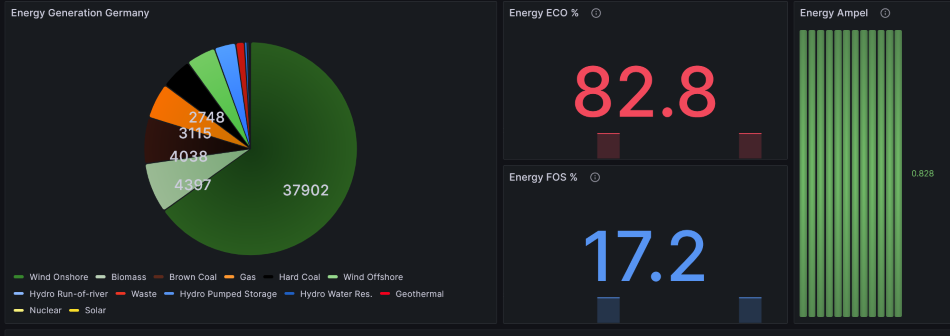 Energy Generation Germany
2748
3115
4038
4397
37902
Wind Onshore Biomass Brown Coal Gas Hard Coal Wind Offshore
Hydro Run-of-river Waste Hydro Pumped Storage Hydro Water Res. Geothermal
Nuclear Solar
Energy ECO %
82.8
Energy FOS %
17.2
Energy Ampel
0.828